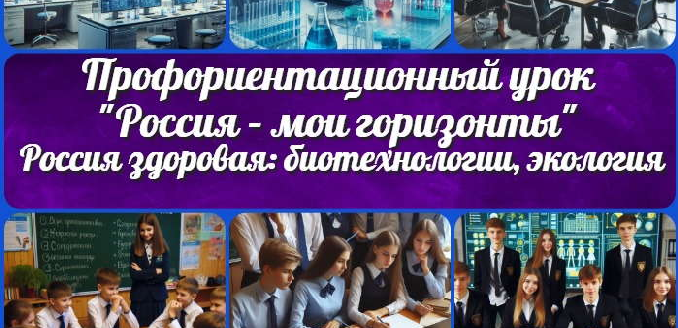 Профориентационный урок
"Россия - мои горизонты"
Россия здоровая: биотехнологии, экология